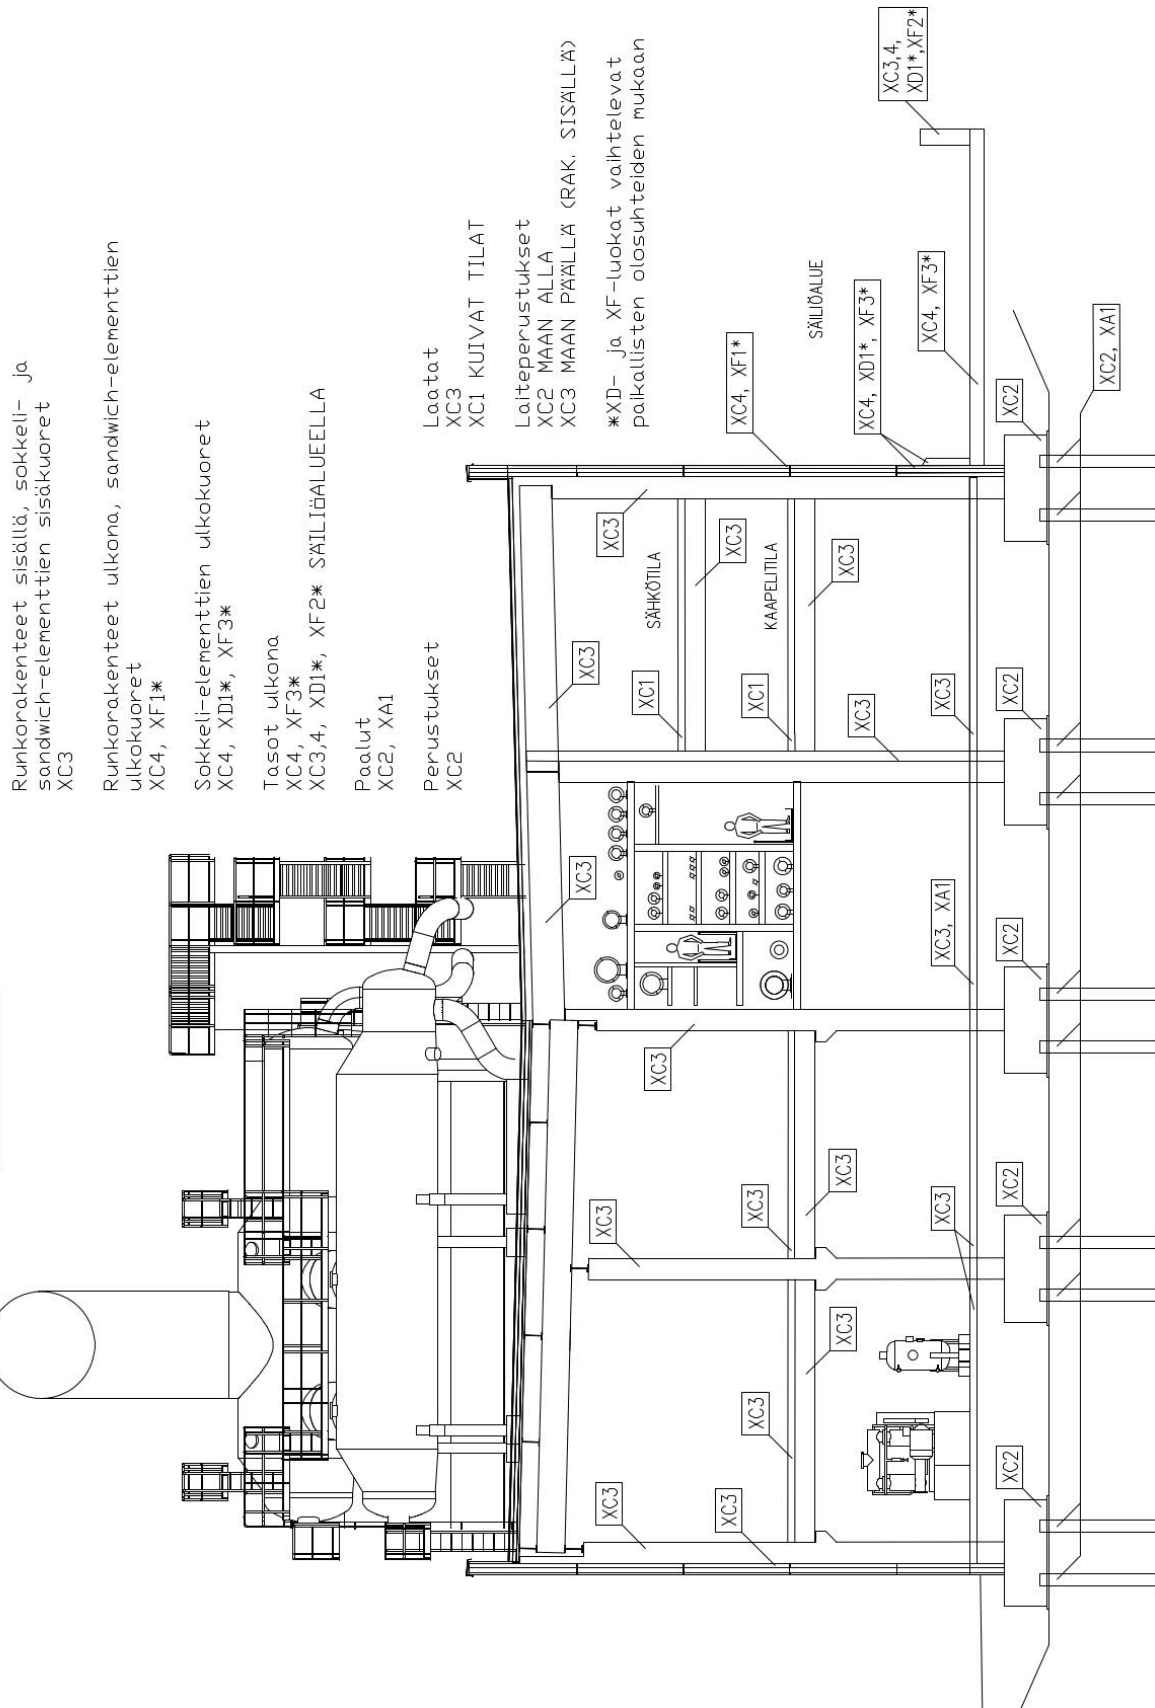 Runkorakenteet sisällä, sokkeli- ja
sandwich-elementtien sisäkuoret
XC3
Runkorakenteet ulkona, sandwich-elementtien
ulkokuoret
XC4, XF1*
Sokkeli-elementtien ulkokuoret
XC4, XD1*, XF3*
Tasot ulkona
XC4, XF3*
XC3,4, XD1*, XF2* SÄILIÖALUEELLA
Paalut
XC2, XA1
Perustukset
XC2
Laatat
XC3
XC1 KUIVAT TILAT
Laiteperustukset
XC2 MAAN ALLA
XC3 MAAN PÄÄLLÄ (RAK. SISÄLLÄ)
*XD- ja XF-luokat vaihtelevat
paikallisten olosuhteiden mukaan
XC3
XC3
XC3
XC3
XC3
XC3
XC3
XC3
XC3
XC3
XC3
XC3
SÄHKÖTILA
XC1
XC3
KAAPELITILA
XC1
XC3
XC3
XC4, XF1*
SÄILIÖALUE
XC4, XD1*, XF3*
XC3,4,
XD1*,XF2*
XC4, XF3*
XC3
XC3, XA1
XC3
XC2
XC2
XC2
XC2
XC2
XC2, XA1